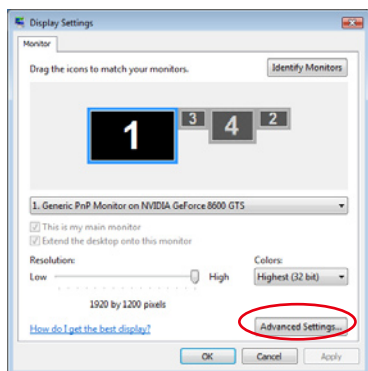 Display Settings
Monitor
Drag the icons to match your monitors.
Identify Monitors
1
3
4
2
1. Generic PnP Monitor on NVIDIA GeForce 8600 GTS
This is my main monitor
Extend the desktop onto this monitor
Resolution:
Colors:
Low
High
Highest (32 bit)
1920 by 1200 pixels
How do I get the best display?
Advanced Settings...
OK
Cancel
Apply